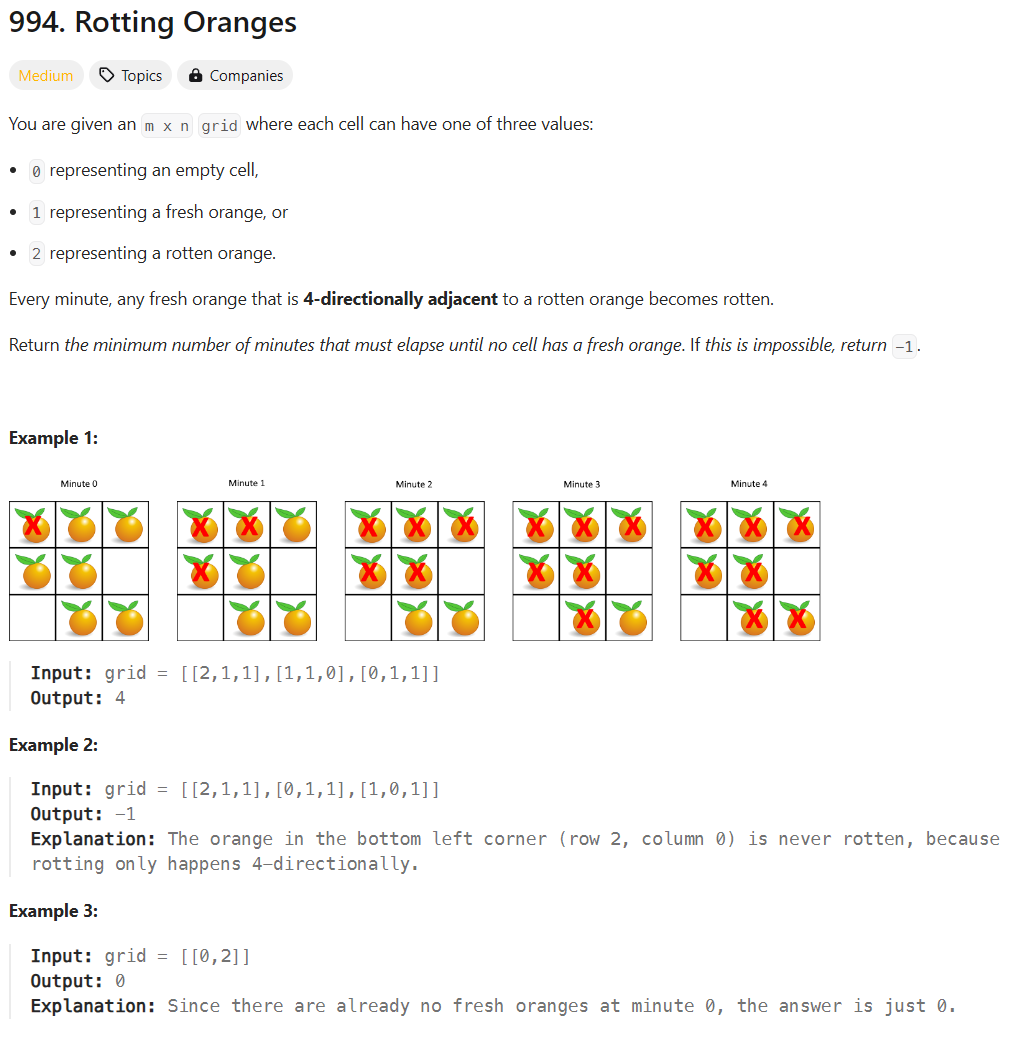 994. Rotting Oranges
Medium Topics Companies
You are given an m x n grid where each cell can have one of three values:
• 0 representing an empty cell,
• 1 representing a fresh orange, or
• 2 representing a rotten orange.
Every minute, any fresh orange that is 4-directionally adjacent to a rotten orange becomes rotten.
Return the minimum number of minutes that must elapse until no cell has a fresh orange. If this is impossible, return -1.
Example 1:
Minute 0 Minute 1 Minute 2 Minute 3 Minute 4
X X X X X X X X X X X X X X X X X X X X
Input: grid = [[2,1,1],[1,1,0],[0,1,1]]
Output: 4
Example 2:
Input: grid = [[2,1,1],[0,1,1],[1,0,1]]
Output: -1
Explanation: The orange in the bottom left corner (row 2, column 0) is never rotten, because
rotting only happens 4-directionally.
Example 3:
Input: grid = [[0,2]]
Output: 0
Explanation: Since there are already no fresh oranges at minute 0, the answer is just 0.